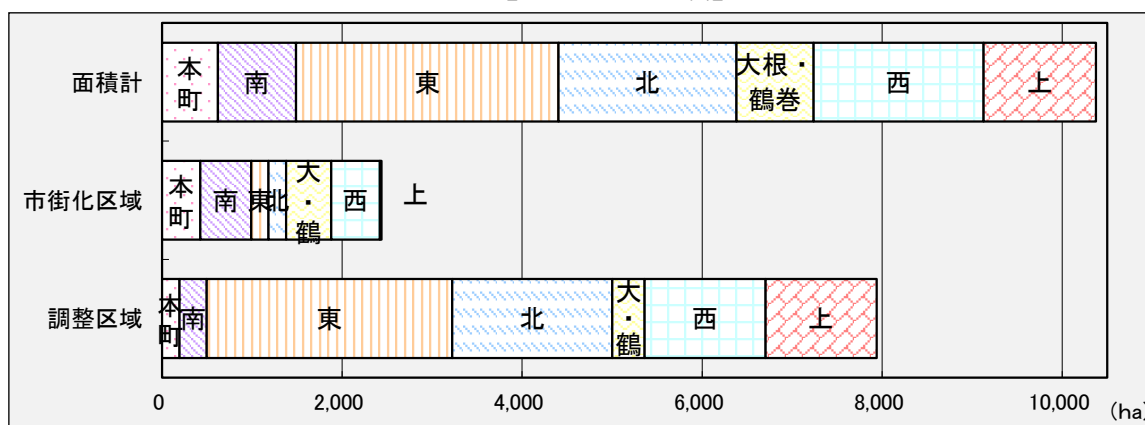 面積計
本町
南
東
北
大根・鶴巻
西
上
市街化区域
本町
南
東
北
大・鶴
西
上
調整区域
本町
南
東
北
大・鶴
西
上
0 2,000 4,000 6,000 8,000 10,000 (ha)